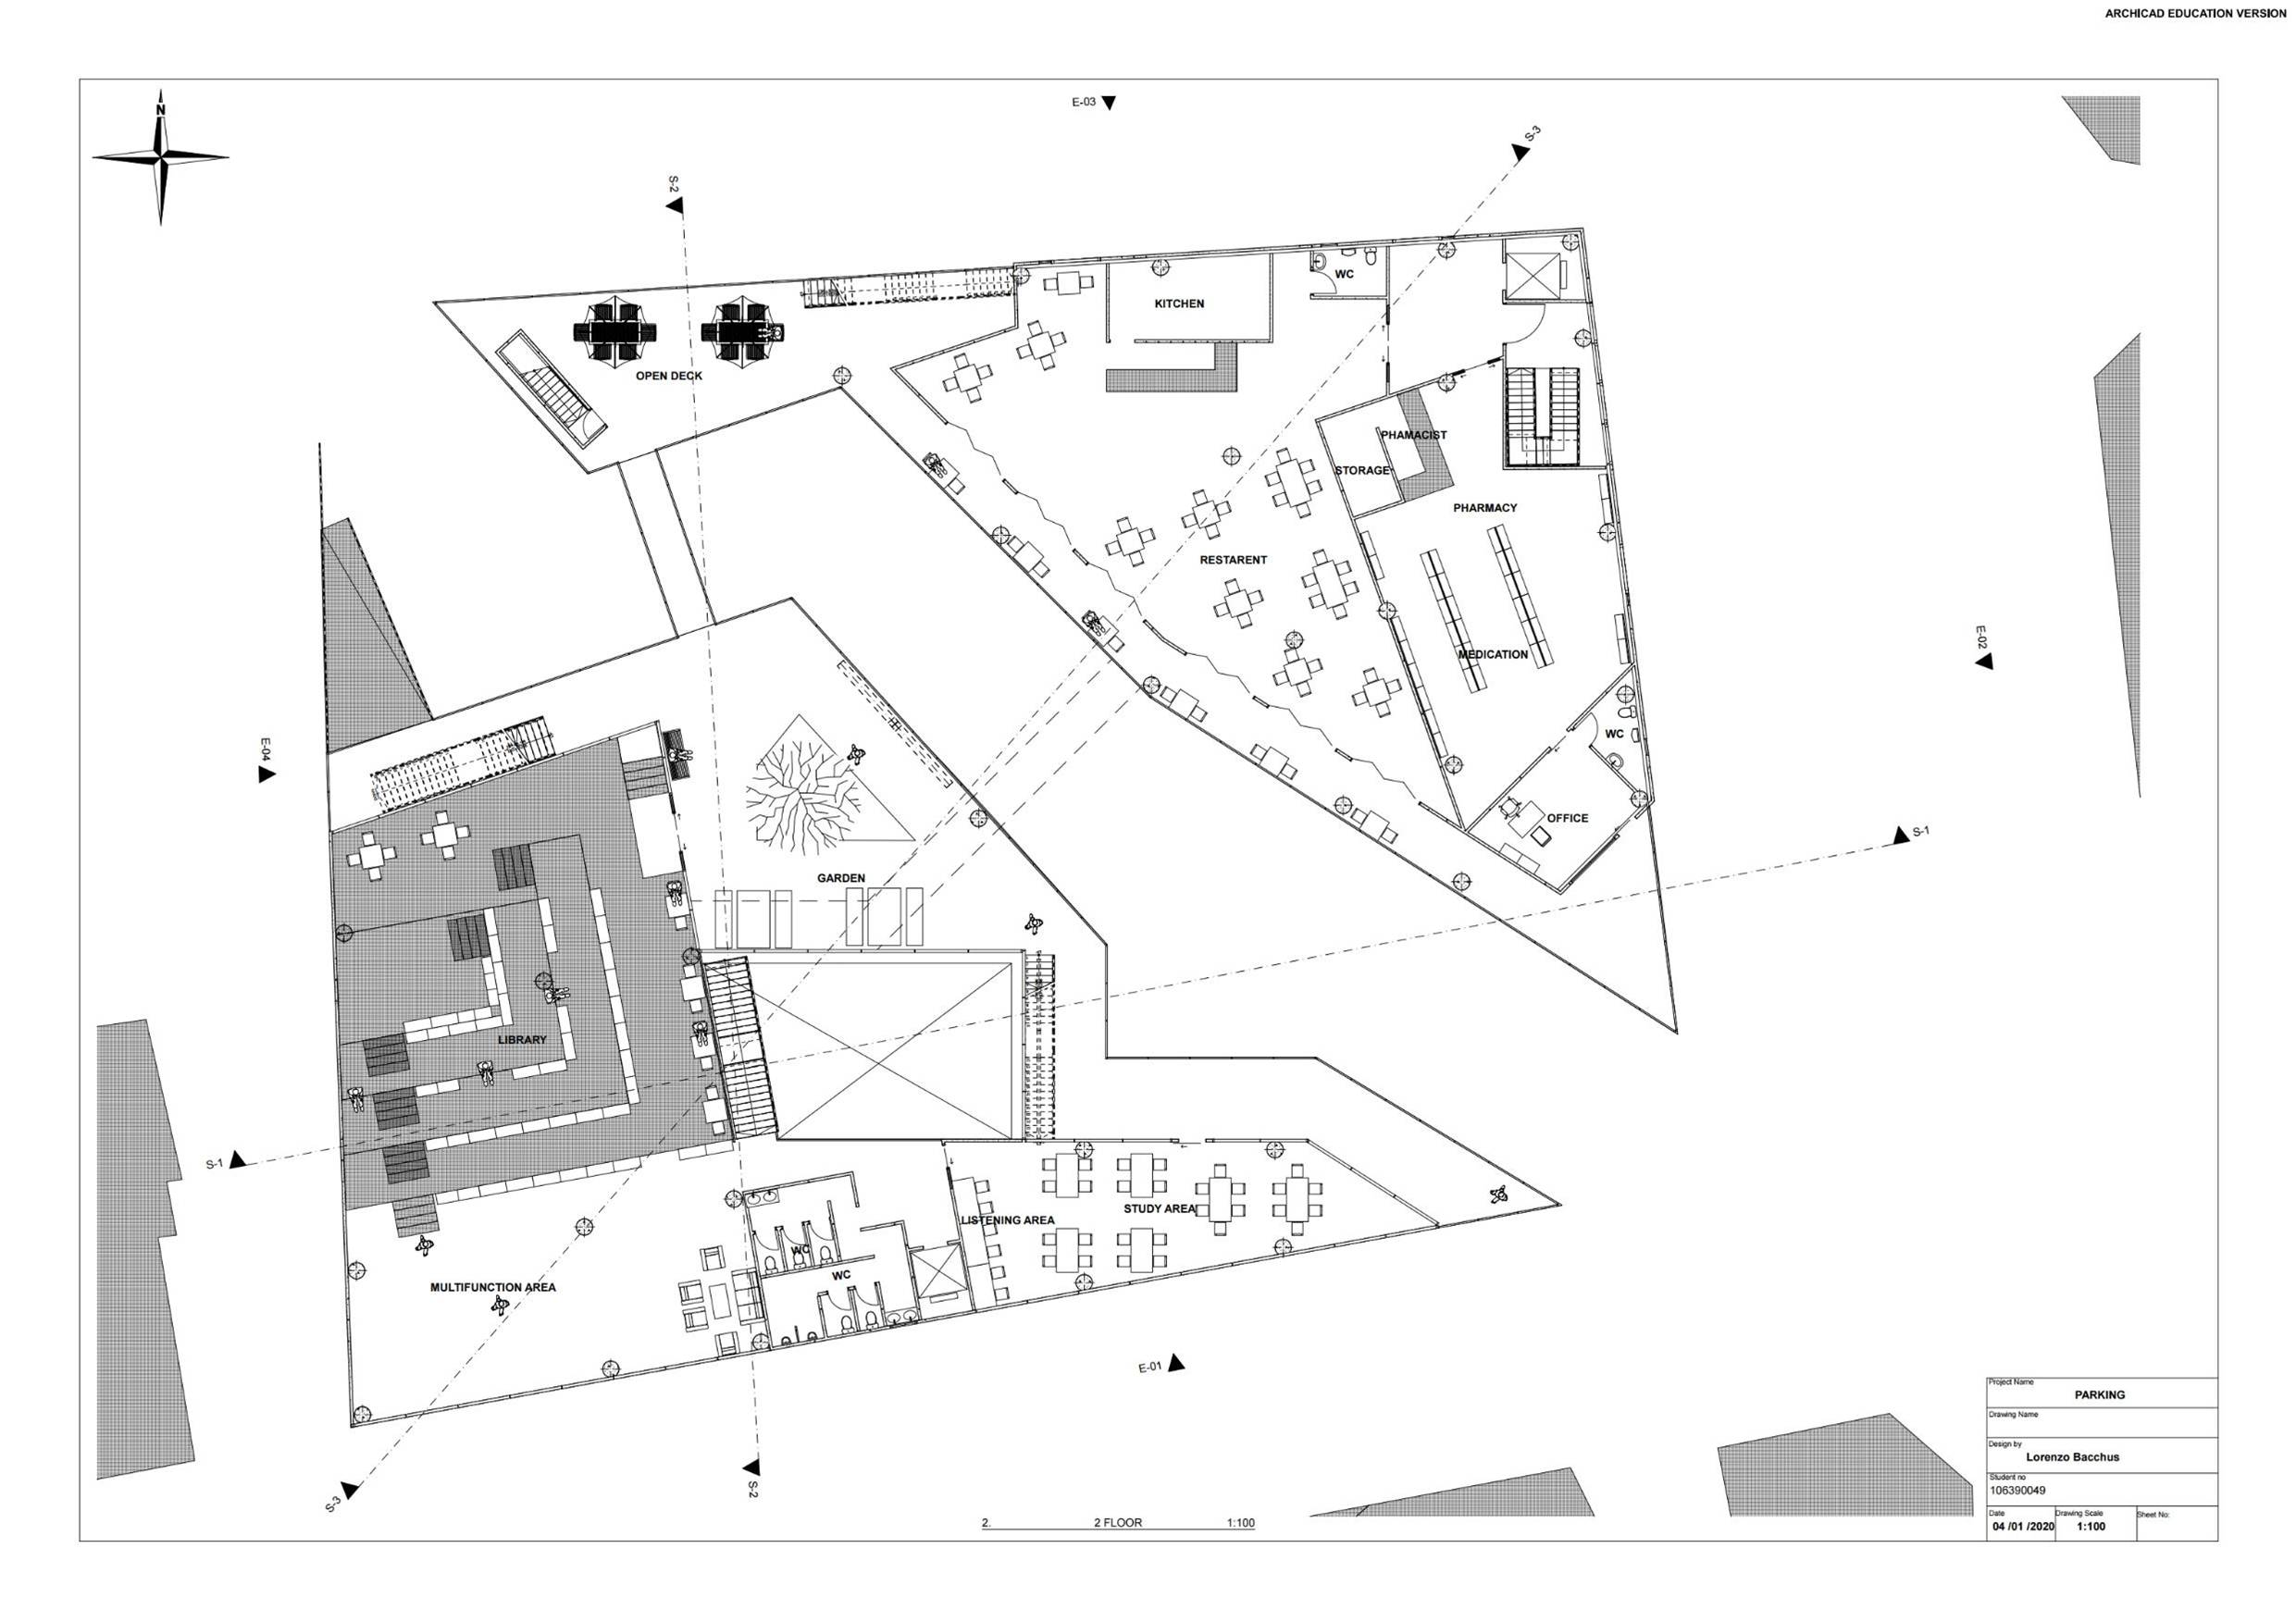 ARCHICAD EDUCATION VERSION
N
E-03
S-3
S-2
WC
KITCHEN
OPEN DECK
PHAMACIST
STORAGE
PHARMACY
RESTARENT
MEDICATION
E-02
WC
E-04
OFFICE
S-1
GARDEN
LIBRARY
S-1
LISTENING AREA
STUDY AREA
WC
WC
MULTIFUNCTION AREA
E-01
S-3
S-2
2. 2 FLOOR 1:100
Project Name
PARKING
Drawing Name
Design by
Lorenzo Bacchus
Student no
106390049
Date Drawing Scale Sheet No:
04 /01 /2020 1:100